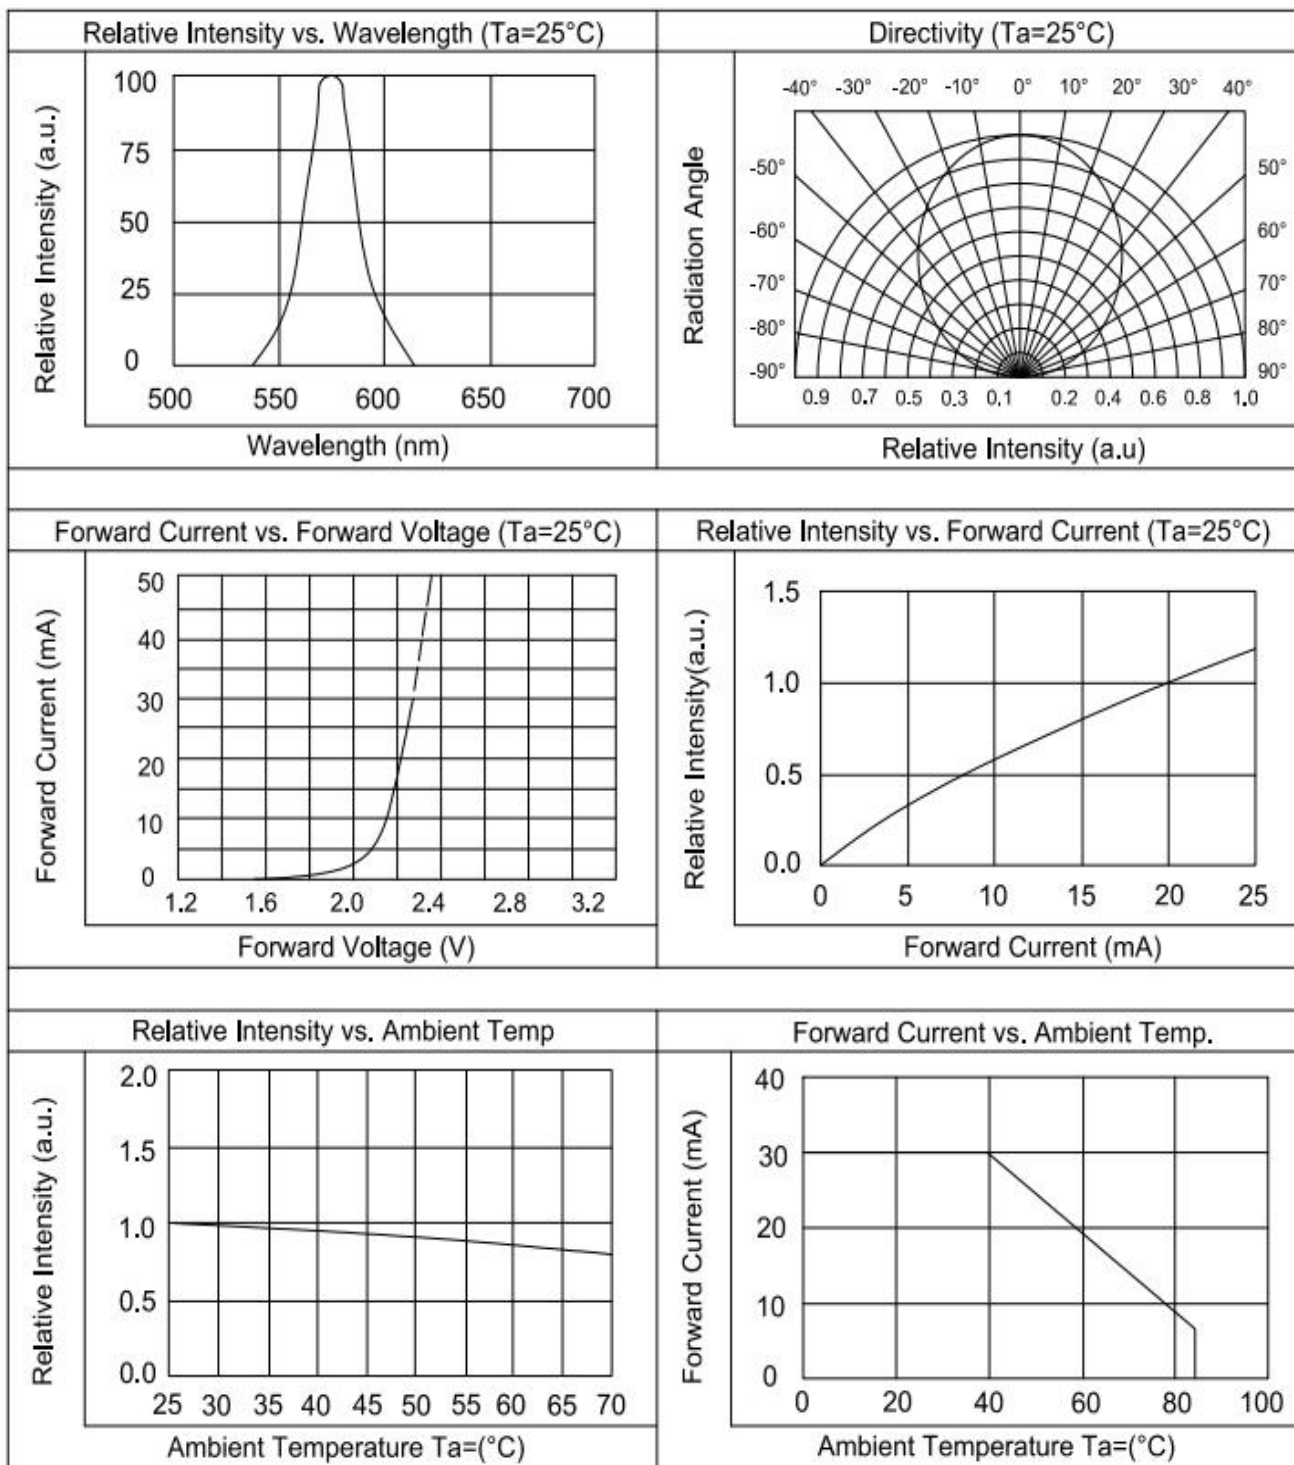 Relative Intensity vs. Wavelength (Ta=25°C)
Relative Intensity (a.u.)
100
75
50
25
0
500 550 600 650 700
Wavelength (nm)
Directivity (Ta=25°C)
Radiation Angle
-40° -30° -20° -10° 0° 10° 20° 30° 40°
-50° 50°
-60° 60°
-70° 70°
-80° 80°
-90° 90°
0.9 0.7 0.5 0.3 0.1 0.2 0.4 0.6 0.8 1.0
Relative Intensity (a.u)
Forward Current vs. Forward Voltage (Ta=25°C)
Forward Current (mA)
50
40
30
20
10
0
1.2 1.6 2.0 2.4 2.8 3.2
Forward Voltage (V)
Relative Intensity vs. Forward Current (Ta=25°C)
Relative Intensity(a.u.)
1.5
1.0
0.5
0.0
0 5 10 15 20 25
Forward Current (mA)
Relative Intensity vs. Ambient Temp
Relative Intensity (a.u.)
2.0
1.5
1.0
0.5
0.0
25 30 35 40 45 50 55 60 65 70
Ambient Temperature Ta=(°C)
Forward Current vs. Ambient Temp.
Forward Current (mA)
40
30
20
10
0
0 20 40 60 80 100
Ambient Temperature Ta=(°C)